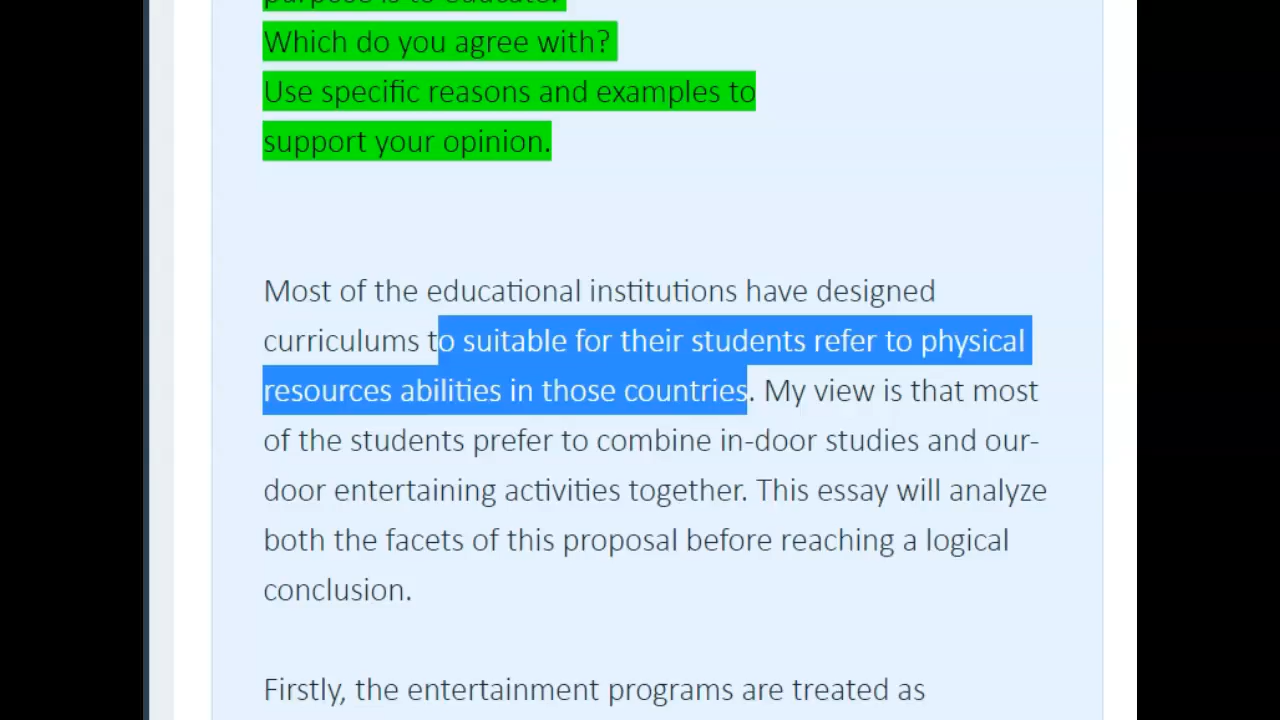 purpose is to educate.
Which do you agree with?
Use specific reasons and examples to
support your opinion.
Most of the educational institutions have designed
curriculums to suitable for their students refer to physical
resources abilities in those countries. My view is that most
of the students prefer to combine in-door studies and our-
door entertaining activities together. This essay will analyze
both the facets of this proposal before reaching a logical
conclusion.
Firstly, the entertainment programs are treated as